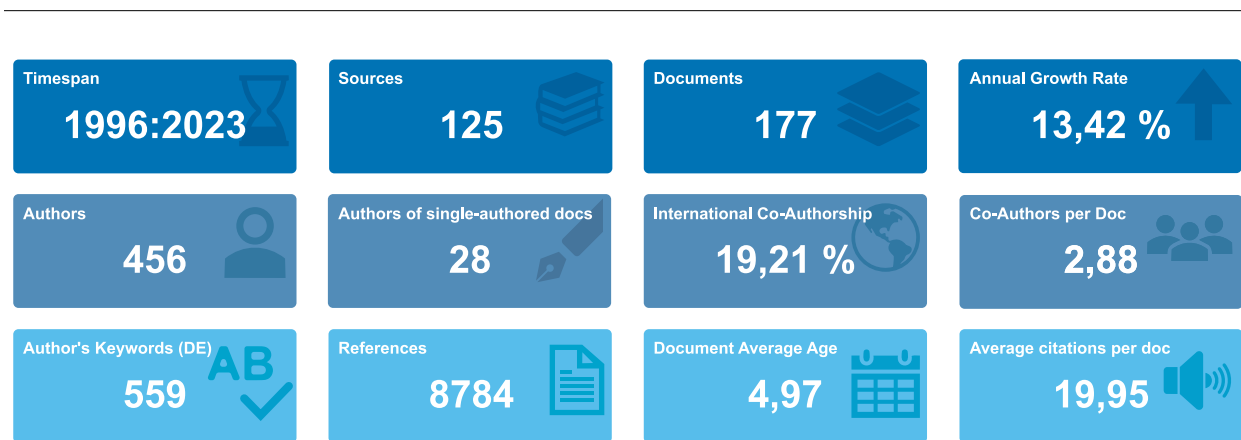 Timespan
1996:2023
Sources
125
Documents
177
Annual Growth Rate
13,42 %
Authors
456
Authors of single-authored docs
28
International Co-Authorship
19,21 %
Co-Authors per Doc
2,88
Author's Keywords (DE)
559
AB
References
8784
Document Average Age
4,97
Average citations per doc
19,95